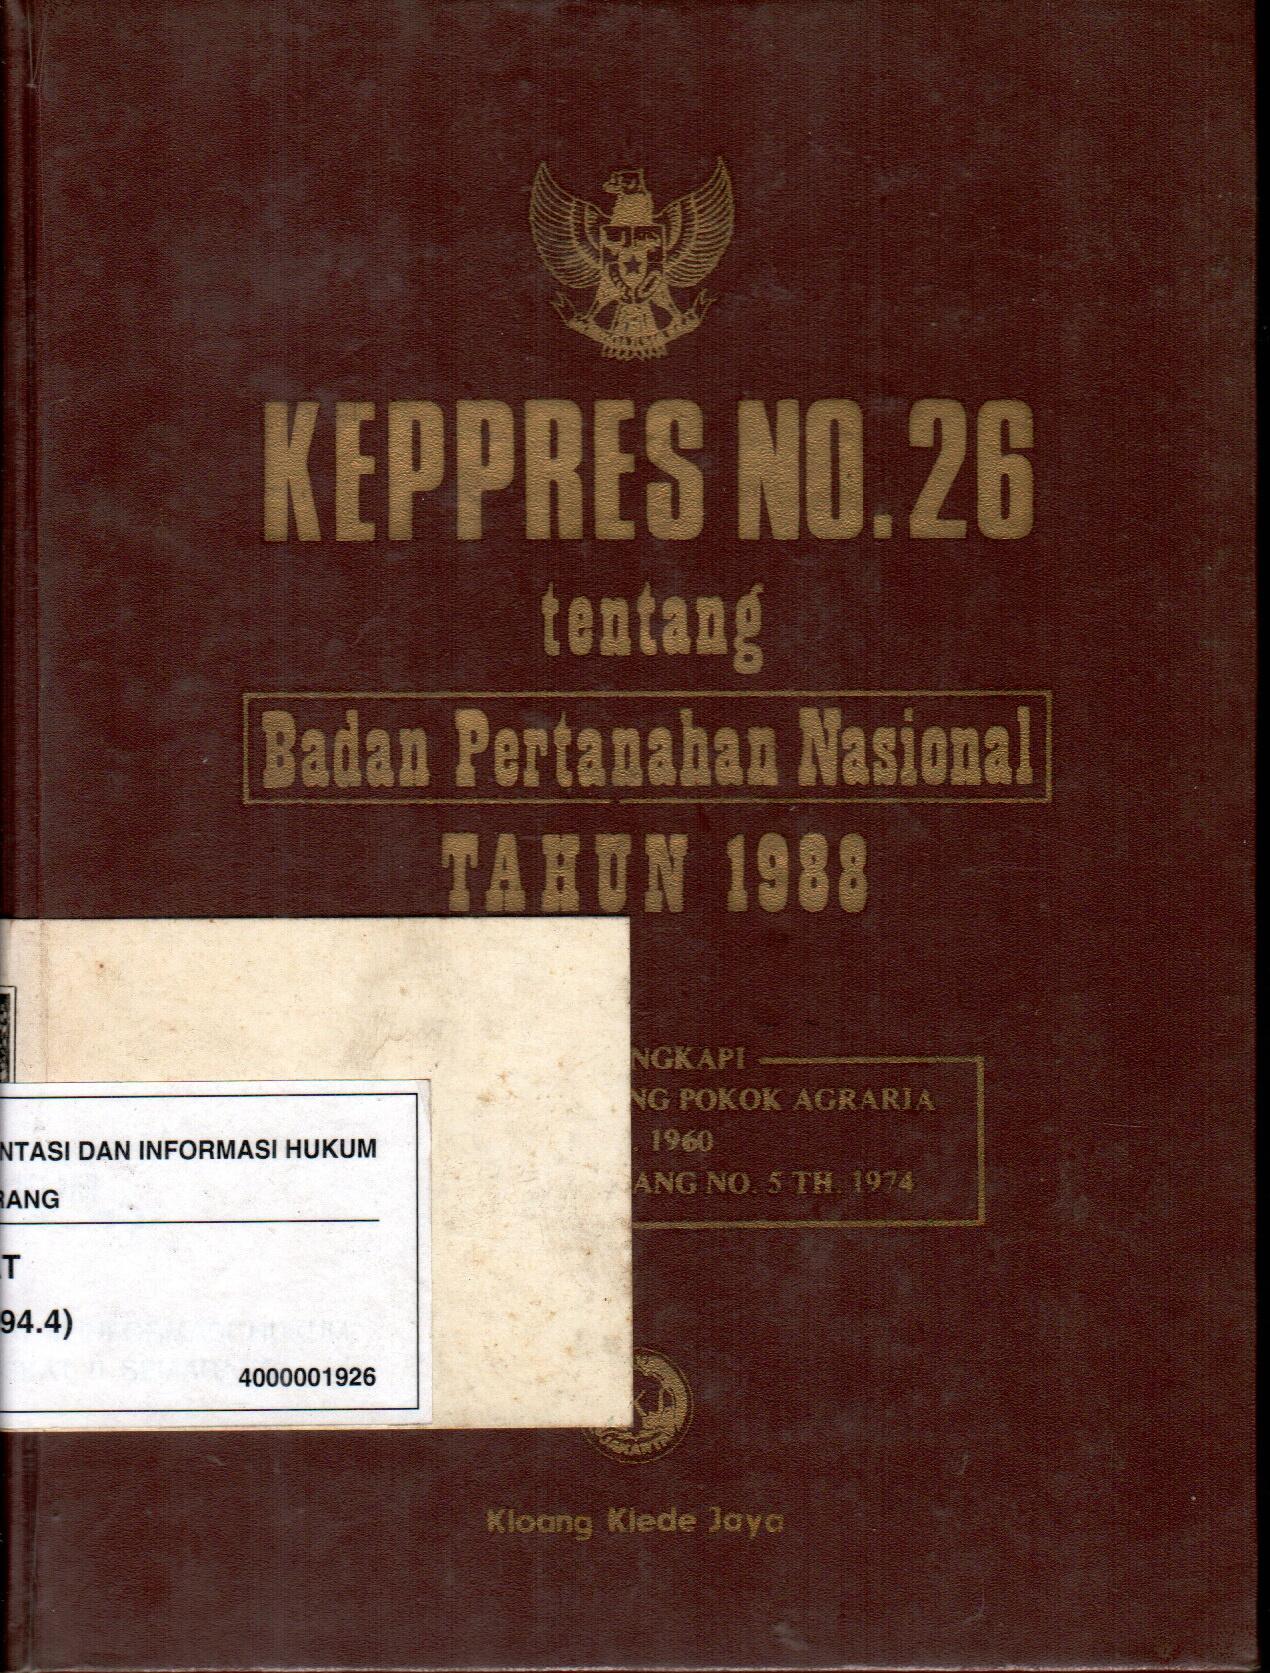 KEPPRES NO. 26
tentang
Badan Pertanahan Nasional
TAHUN 1988
NGKAPI
NG POKOK AGRARIA
. 1960
ANG NO. 5 TH. 1974
NTASI DAN INFORMASI HUKUM
RANG
94.4)
4000001926
Kloang Klede Jaya